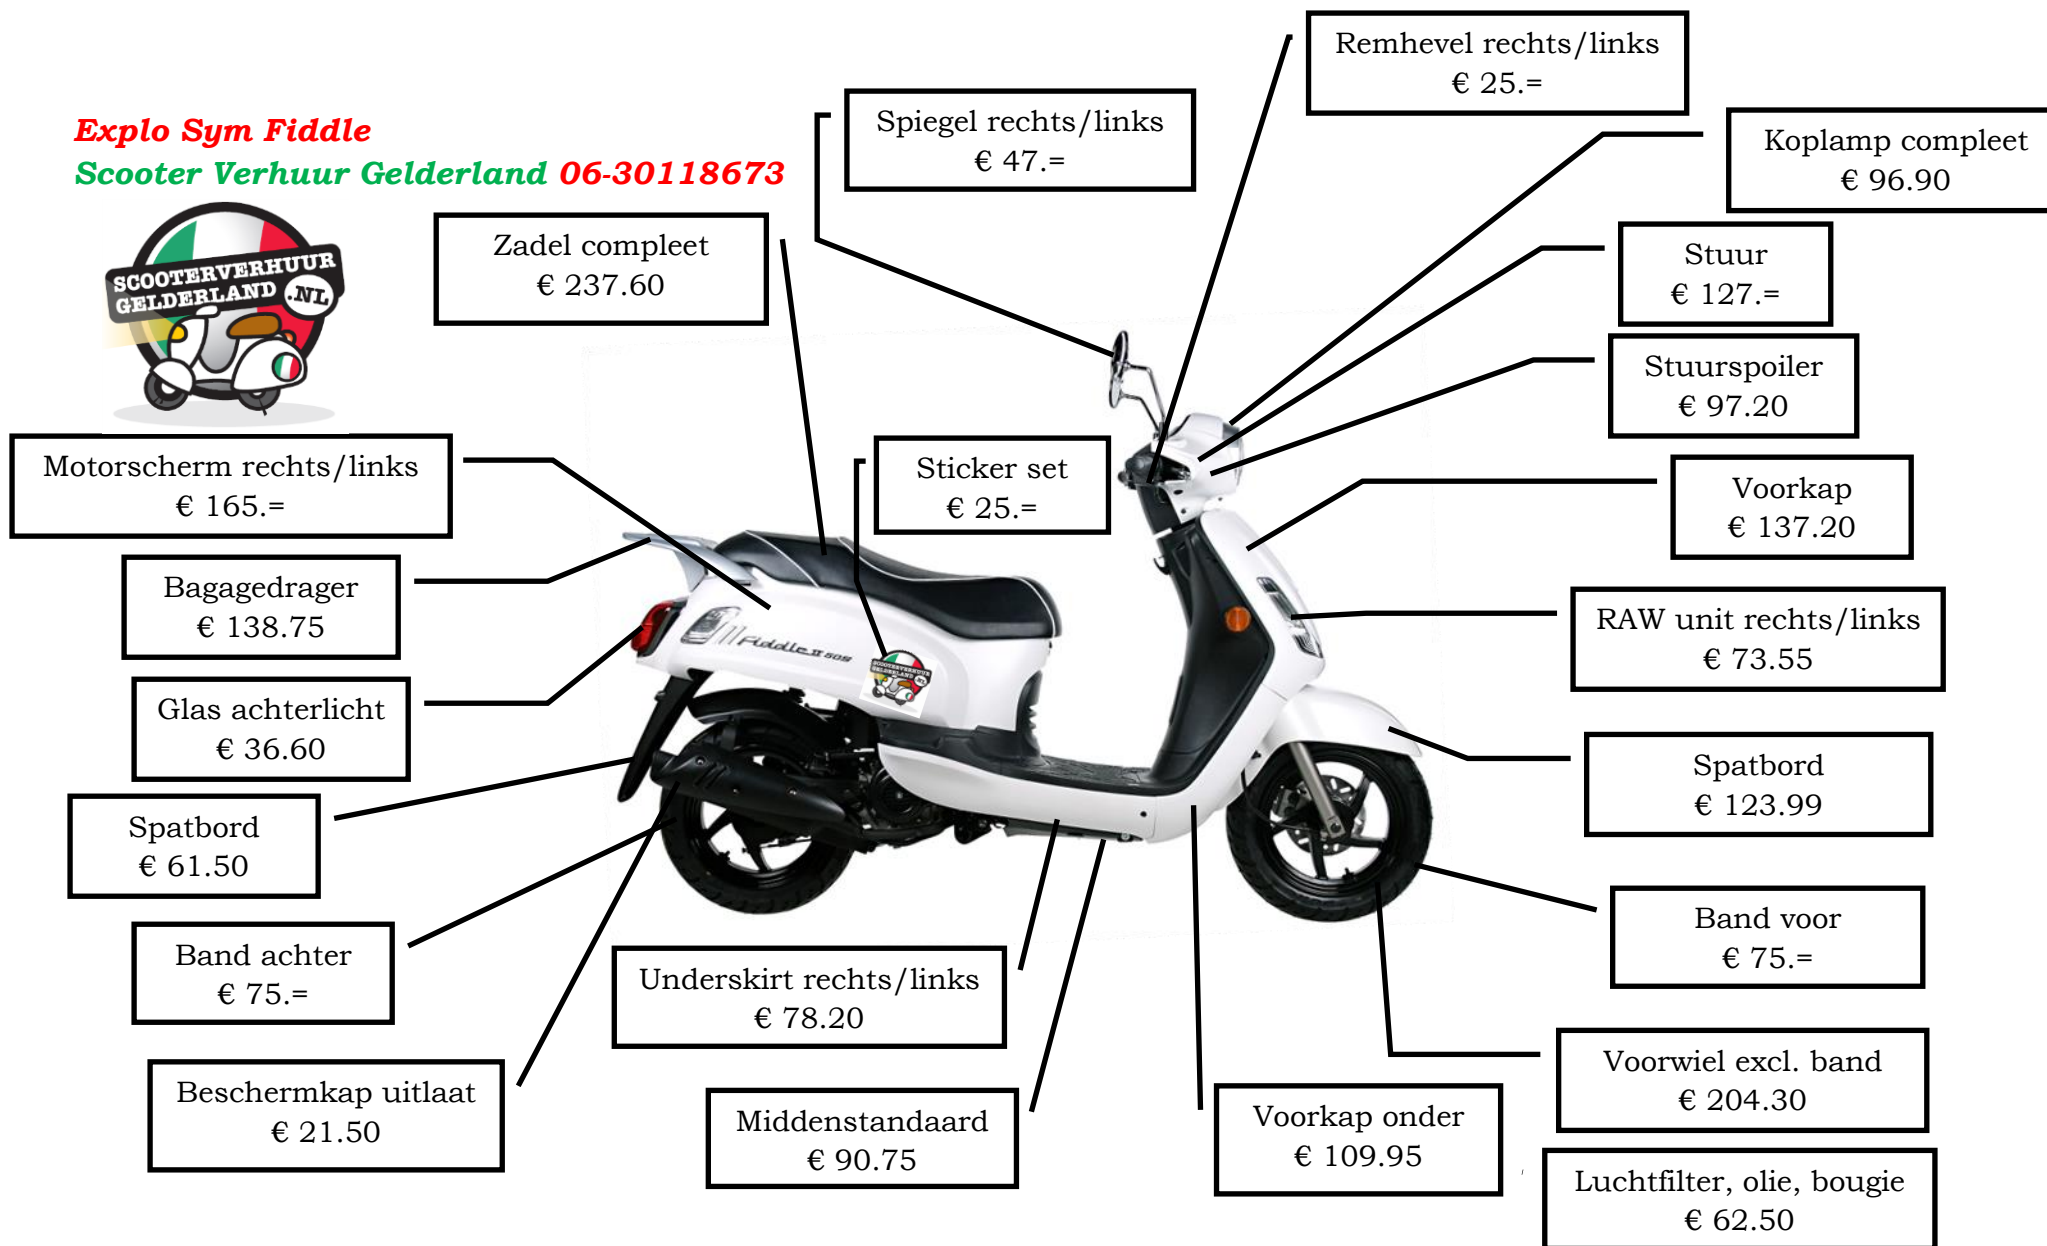 Explo Sym Fiddle
Scooter Verhuur Gelderland 06-30118673
SCOOTERVERHUUR
GELDERLAND .NL
Remhevel rechts/links
€ 25.=
Spiegel rechts/links
€ 47.=
Koplamp compleet
€ 96.90
Zadel compleet
€ 237.60
Stuur
€ 127.=
Stuurspoiler
€ 97.20
Motorscherm rechts/links
€ 165.=
Sticker set
€ 25.=
Voorkap
€ 137.20
Bagagedrager
€ 138.75
RAW unit rechts/links
€ 73.55
Fiddle II 50S
SCOOTERVERHUUR
GELDERLAND .NL
Glas achterlicht
€ 36.60
Spatbord
€ 123.99
Spatbord
€ 61.50
Band voor
€ 75.=
Band achter
€ 75.=
Underskirt rechts/links
€ 78.20
Voorwiel excl. band
€ 204.30
Beschermkap uitlaat
€ 21.50
Middenstandaard
€ 90.75
Voorkap onder
€ 109.95
Luchtfilter, olie, bougie
€ 62.50